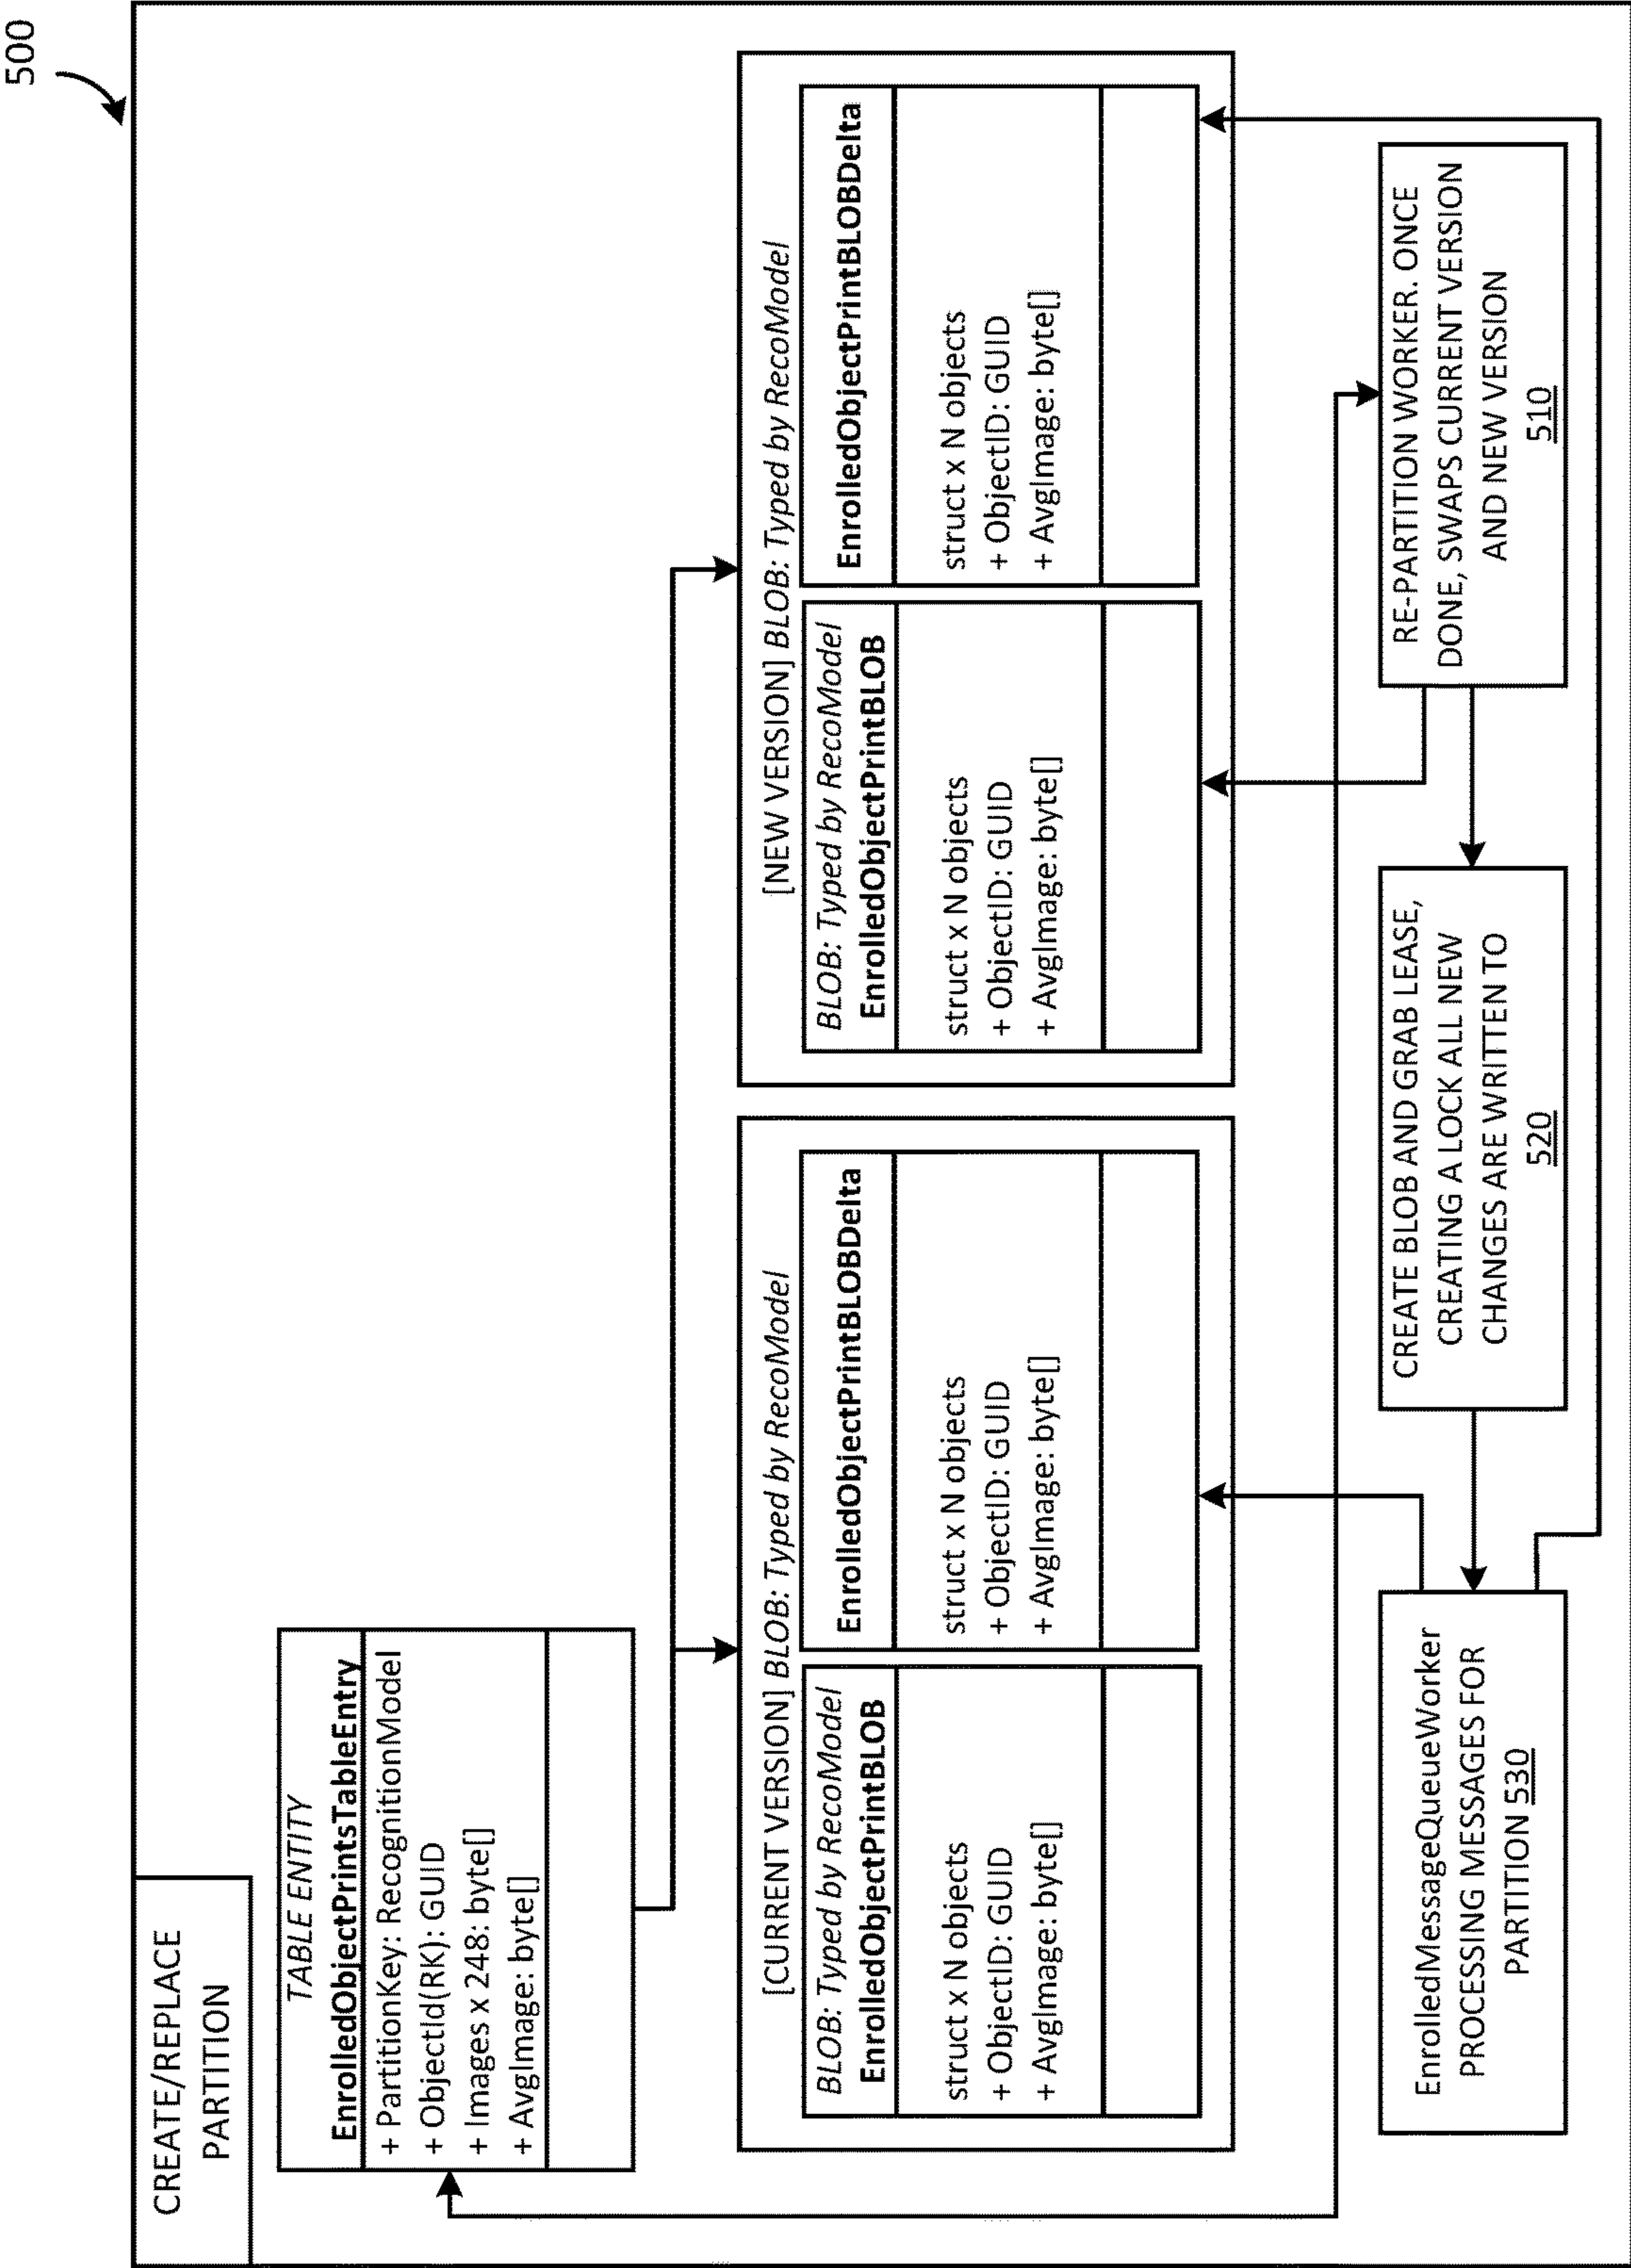 500
CREATE/REPLACE
PARTITION
TABLE ENTITY
EnrolledObjectPrintsTableEntry
+ PartitionKey: RecognitionModel
+ ObjectId(RK): GUID
+ Images x 248: byte[]
+ AvgImage: byte[]
[CURRENT VERSION] BLOB: Typed by RecoModel
BLOB: Typed by RecoModel
EnrolledObjectPrintBLOB
struct x N objects
+ ObjectID: GUID
+ AvgImage: byte[]
EnrolledObjectPrintBLOBDelta
struct x N objects
+ ObjectID: GUID
+ AvgImage: byte[]
[NEW VERSION] BLOB: Typed by RecoModel
BLOB: Typed by RecoModel
EnrolledObjectPrintBLOB
struct x N objects
+ ObjectID: GUID
+ AvgImage: byte[]
EnrolledObjectPrintBLOBDelta
struct x N objects
+ ObjectID: GUID
+ AvgImage: byte[]
EnrolledMessageQueueWorker
PROCESSING MESSAGES FOR
PARTITION 530
CREATE BLOB AND GRAB LEASE,
CREATING A LOCK ALL NEW
CHANGES ARE WRITTEN TO
520
RE-PARTITION WORKER. ONCE
DONE, SWAPS CURRENT VERSION
AND NEW VERSION
510